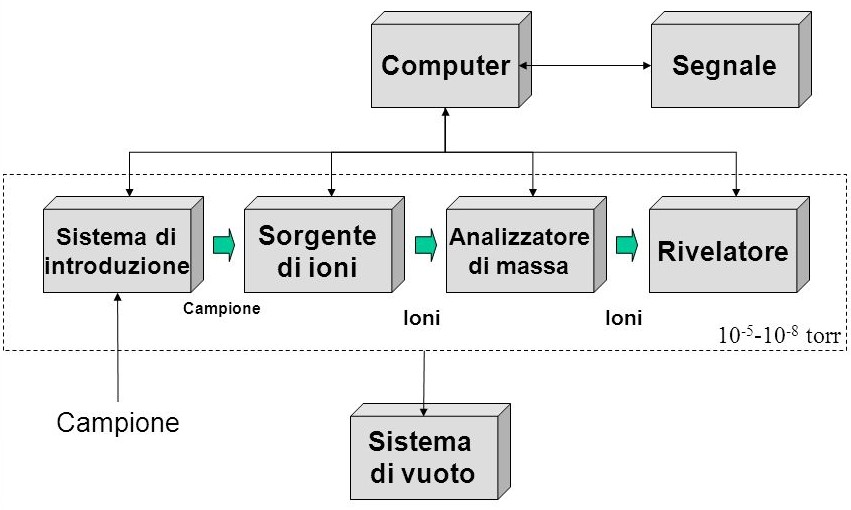 Computer
Segnale
Sistema di
introduzione
Sorgente
di ioni
Analizzatore
di massa
Rivelatore
Campione
Ioni
Ioni
10⁻⁵-10⁻⁸ torr
Campione
Sistema
di vuoto